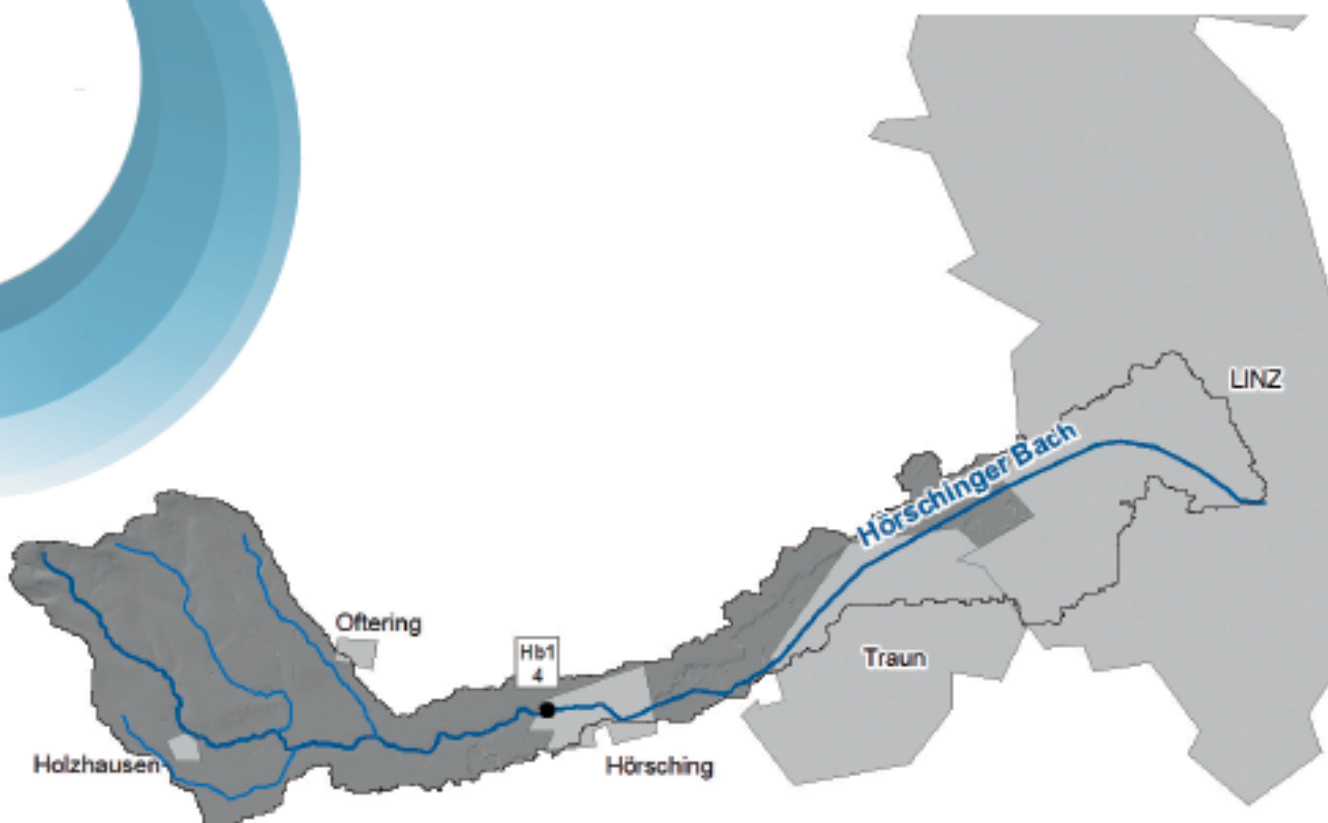 LINZ
Hörschinger Bach
Oftering
Hb1
4
Traun
Holzhausen
Hörsching